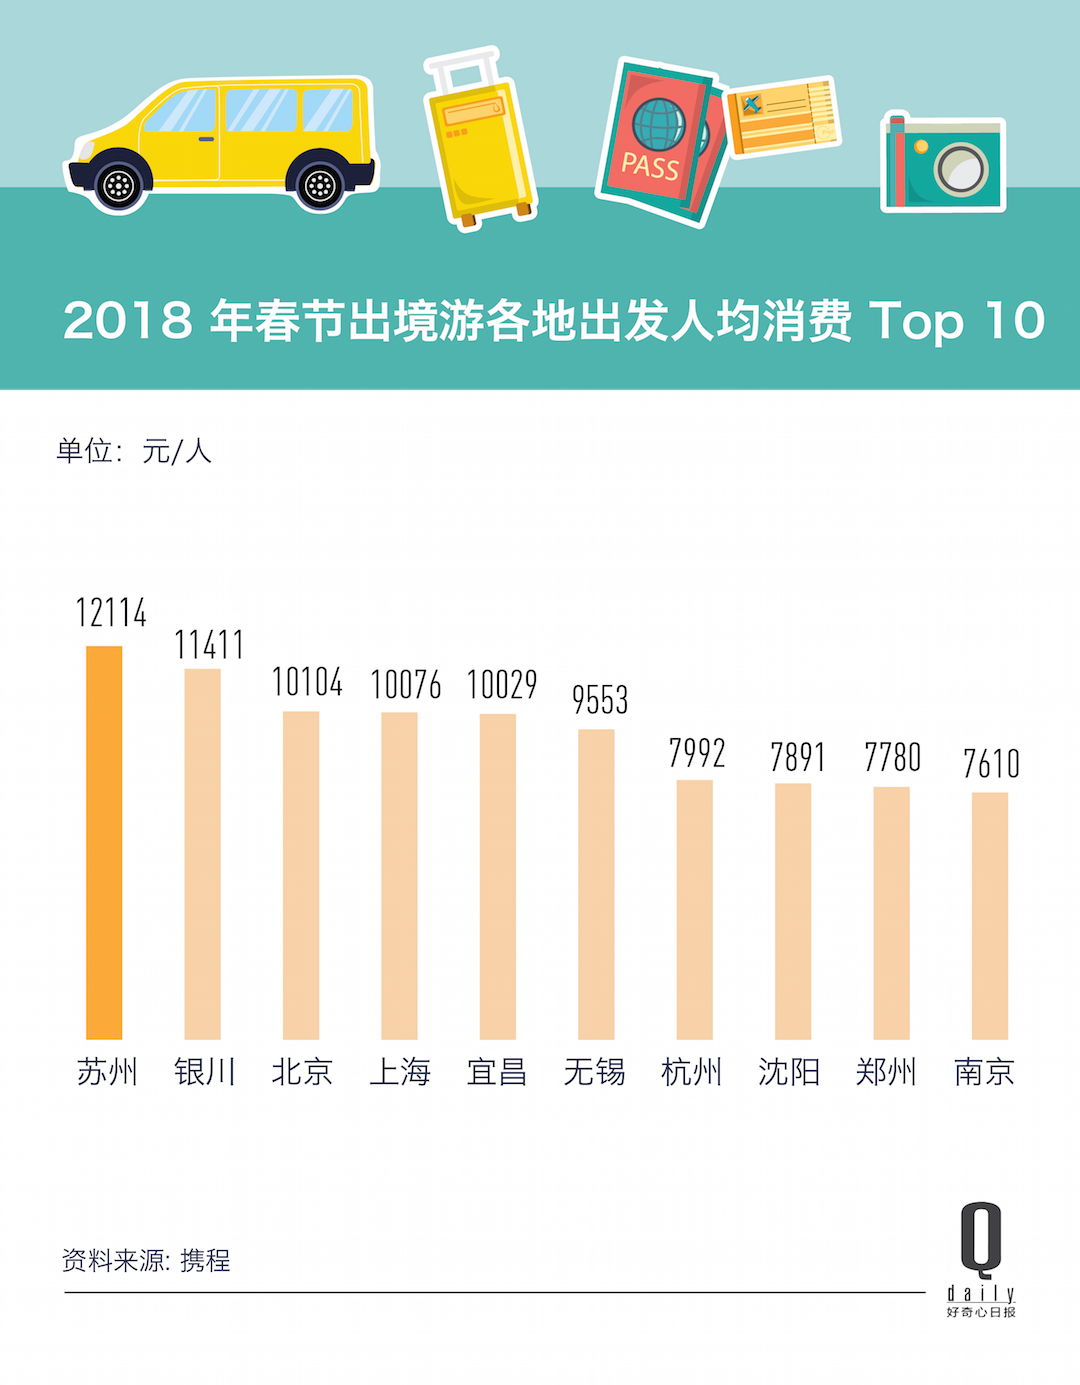 PASS
2018 年春节出境游各地出发人均消费 Top 10
单位：元/人
12114
11411
10104
10076
10029
9553
7992
7891
7780
7610
苏州
银川
北京
上海
宜昌
无锡
杭州
沈阳
郑州
南京
资料来源: 携程
Q
daily
好奇心日报